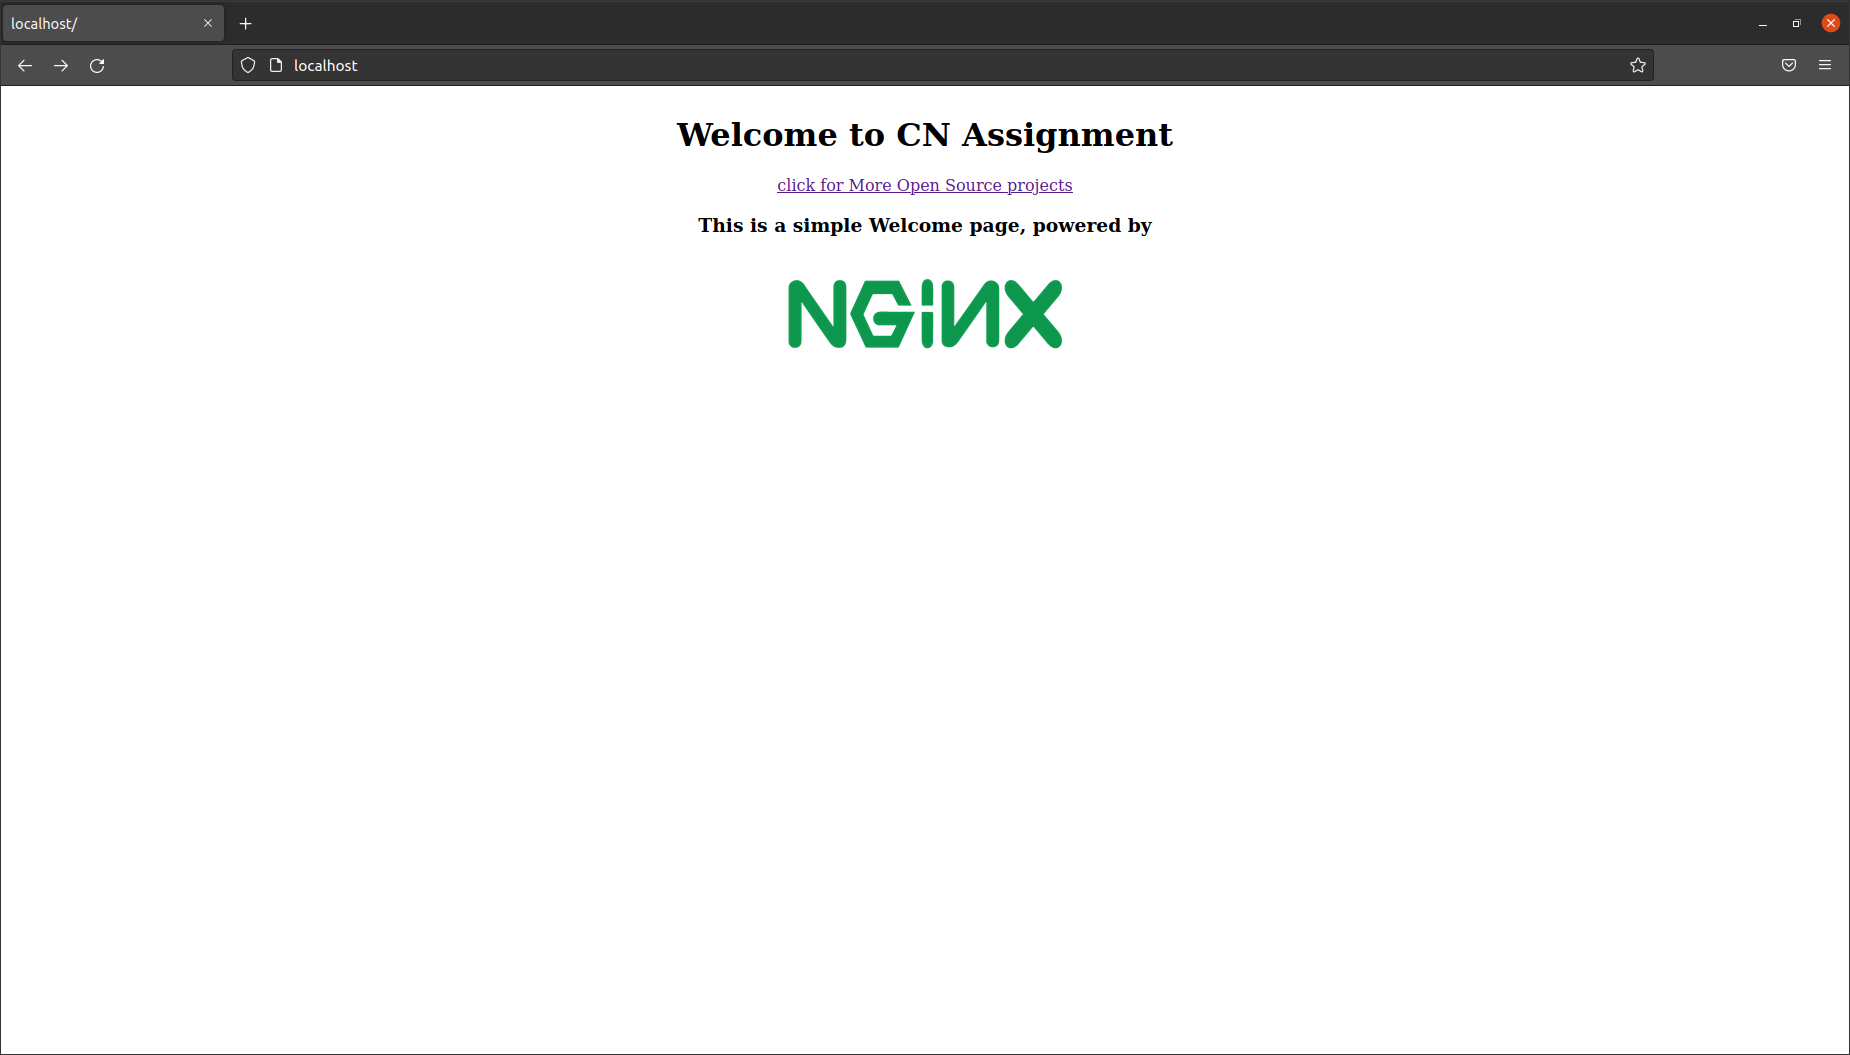 localhost/
localhost
Welcome to CN Assignment
click for More Open Source projects
This is a simple Welcome page, powered by
NGiNX